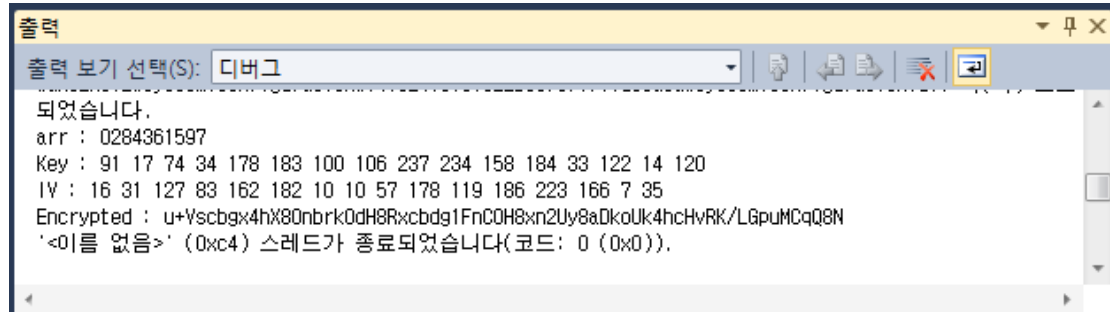 출력
출력 보기 선택(S): 디버그
되었습니다.
arr : 0284361597
Key : 91 17 74 34 178 183 100 106 237 234 158 184 33 122 14 120
IV : 16 31 127 83 162 182 10 10 57 178 119 186 223 166 7 35
Encrypted : u+Vscbgx4hX80nbrkOdH8Rxcbdg1FnC0H8xn2Uy8aDkoUk4hcHvRK/LGpuMCqQ8N
'<이름 없음>' (0xc4) 스레드가 종료되었습니다(코드: 0 (0x0)).